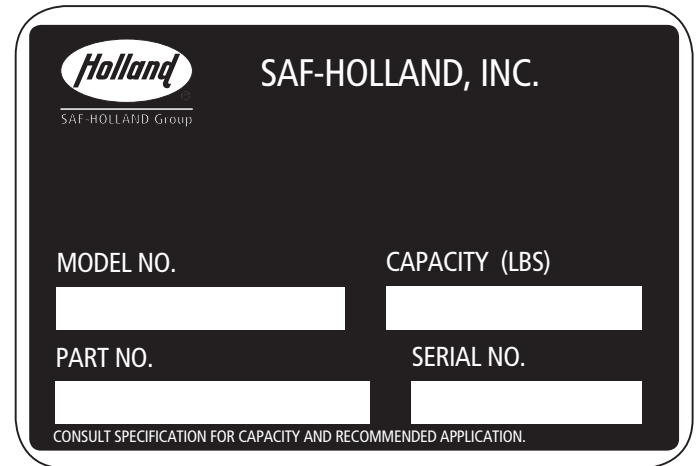 Holland
®
SAF-HOLLAND Group
SAF-HOLLAND, INC.
MODEL NO.
CAPACITY (LBS)
PART NO.
SERIAL NO.
CONSULT SPECIFICATION FOR CAPACITY AND RECOMMENDED APPLICATION.